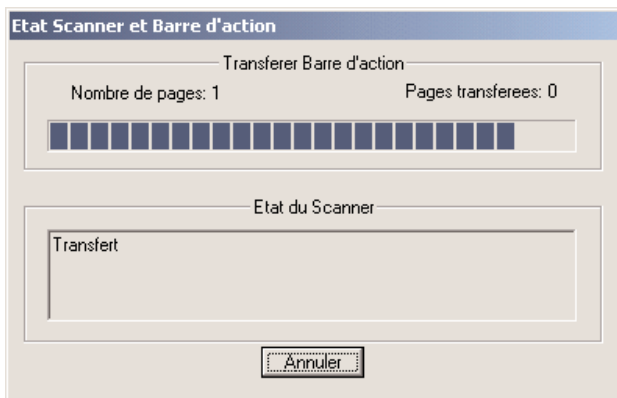 Etat Scanner et Barre d'action
Transferer Barre d'action
Nombre de pages: 1 Pages transferees: 0
Etat du Scanner
Transfert
Annuler